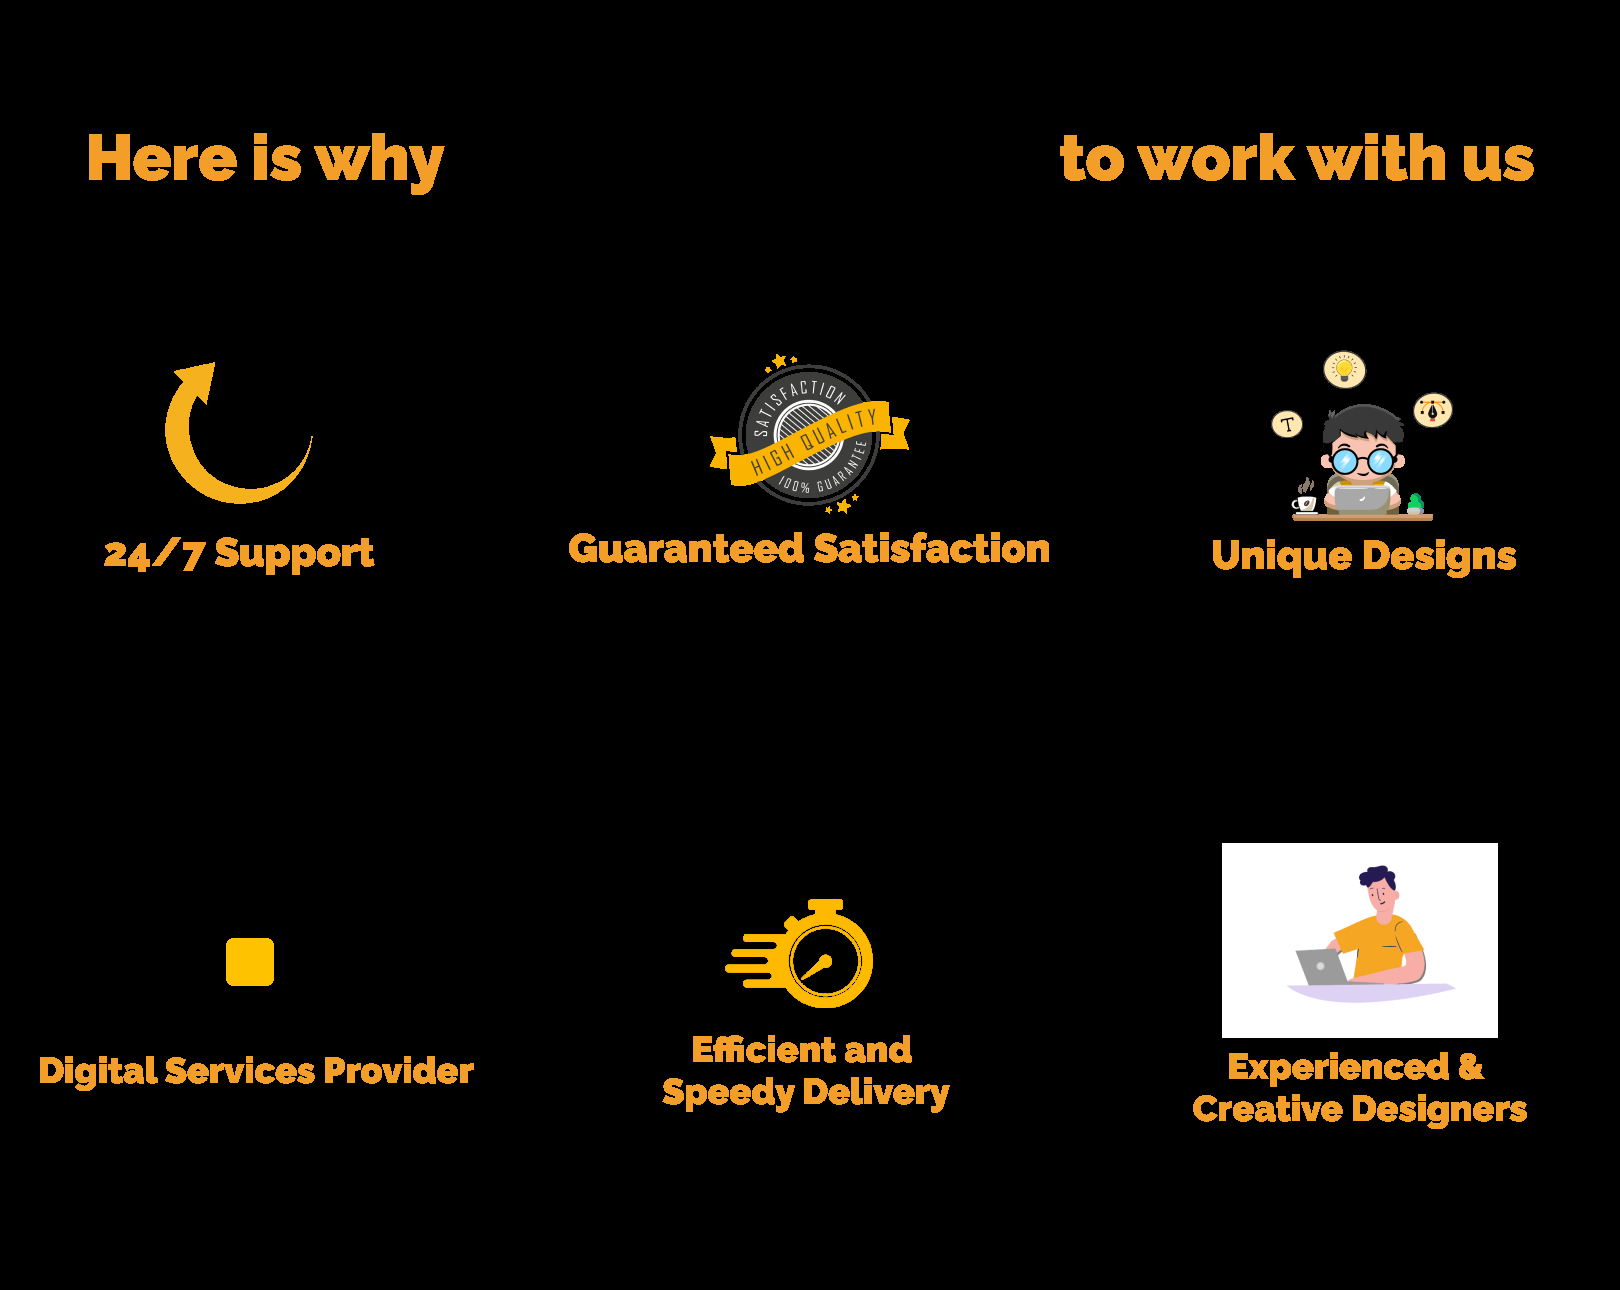 Here is why
to work with us
24/7 Support
SATISFACTION
HIGH QUALITY
100% GUARANTEE
Guaranteed Satisfaction
T
Unique Designs
Digital Services Provider
Efficient and
Speedy Delivery
Experienced &
Creative Designers